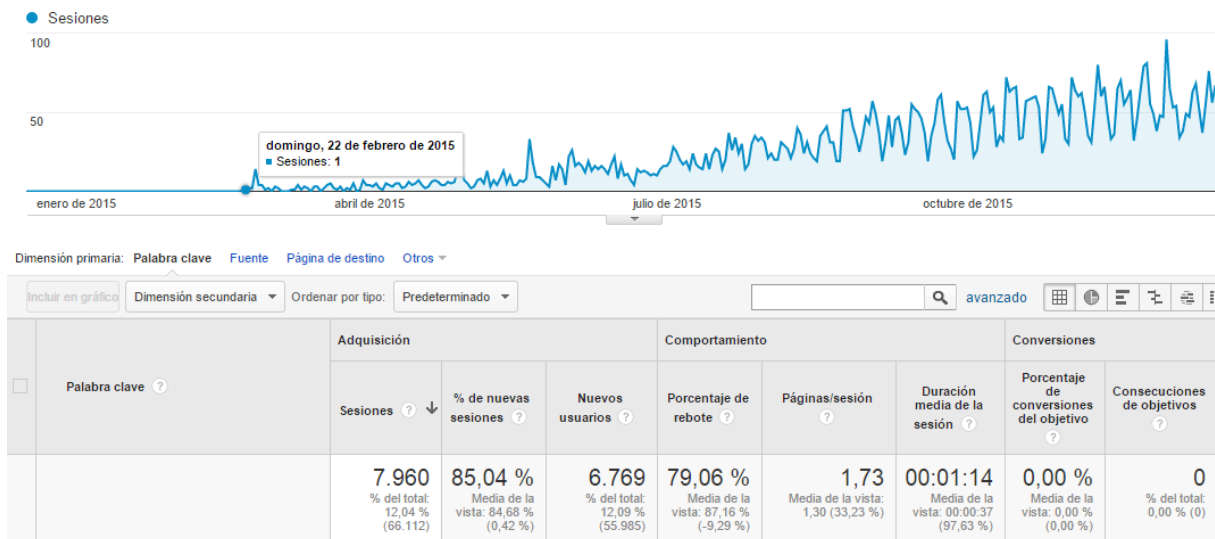 Sesiones
100
50
domingo, 22 de febrero de 2015
Sesiones: 1
enero de 2015
abril de 2015
julio de 2015
octubre de 2015
Dimensión primaria: Palabra clave Fuente Página de destino Otros
Incluir en gráfico Dimensión secundaria Ordenar por tipo: Predeterminado avanzado
Adquisición Comportamiento Conversiones
Palabra clave ?
Sesiones ?
% de nuevas
sesiones ?
Nuevos
usuarios ?
Porcentaje de
rebote ?
Páginas/sesión
?
Duración
media de la
sesión ?
Porcentaje
de
conversiones
del objetivo
?
Consecuciones
de objetivos
?
7.960
% del total:
12,04 %
(66.112)
85,04 %
Media de la
vista: 84,68 %
(0,42 %)
6.769
% del total:
12,09 %
(55.985)
79,06 %
Media de la
vista: 87,16 %
(-9,29 %)
1,73
Media de la vista:
1,30 (33,23 %)
00:01:14
Media de la
vista: 00:00:37
(97,63 %)
0,00 %
Media de la
vista: 0,00 %
(0,00 %)
0
% del total:
0,00 % (0)